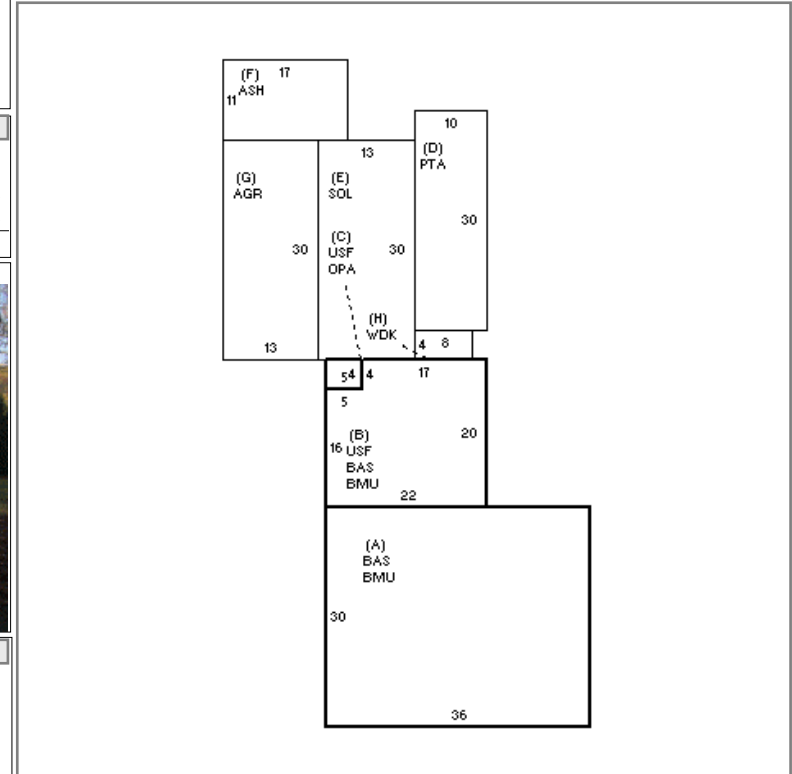 (F) 17
11 ASH
10
13
(D)
PTA
(G)
AGR
(E)
SOL
30
(C)
USF
OPA
30
30
(H)
WDK
13
4 8
5 4 4
17
5
20
(B)
16 USF
BAS
BMU
22
(A)
BAS
BMU
30
36